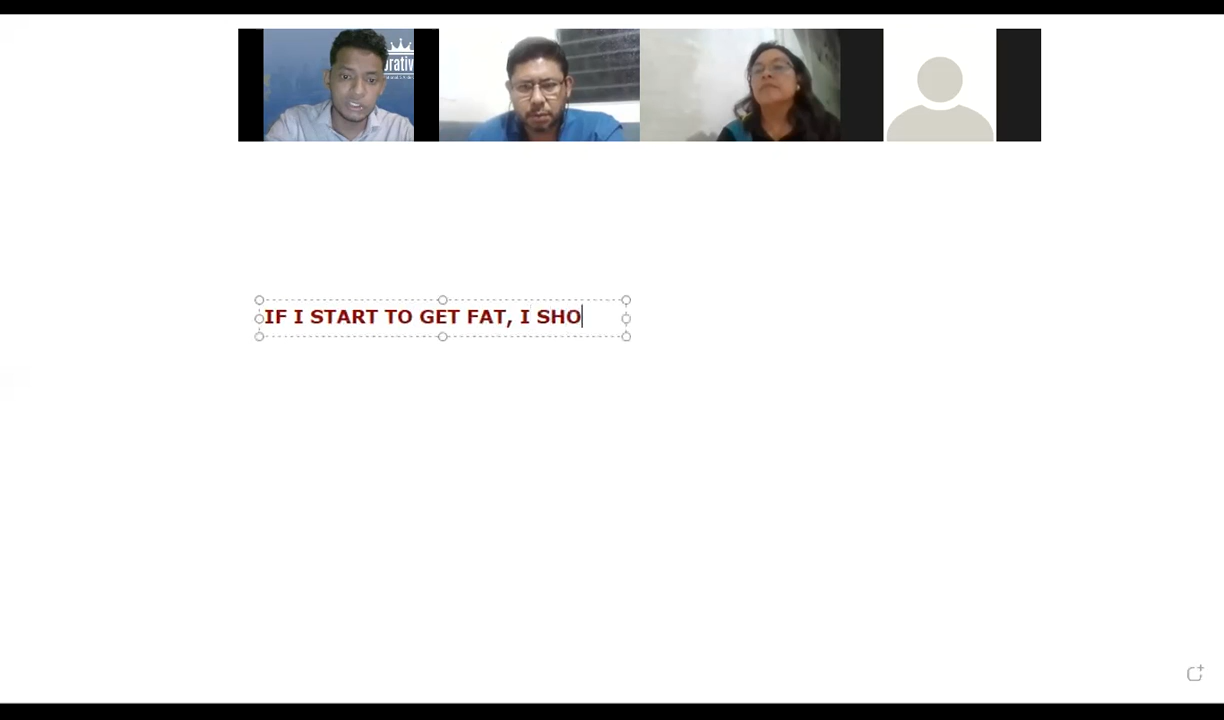 IF I START TO GET FAT, I SHO